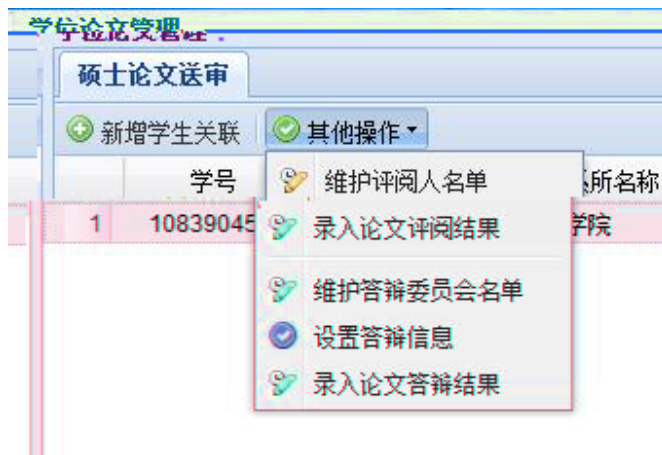 学位论文管理
硕士论文送审
新增学生关联 其他操作
学号 所名称
1 10839045 学院
维护评阅人名单
录入论文评阅结果
维护答辩委员会名单
设置答辩信息
录入论文答辩结果